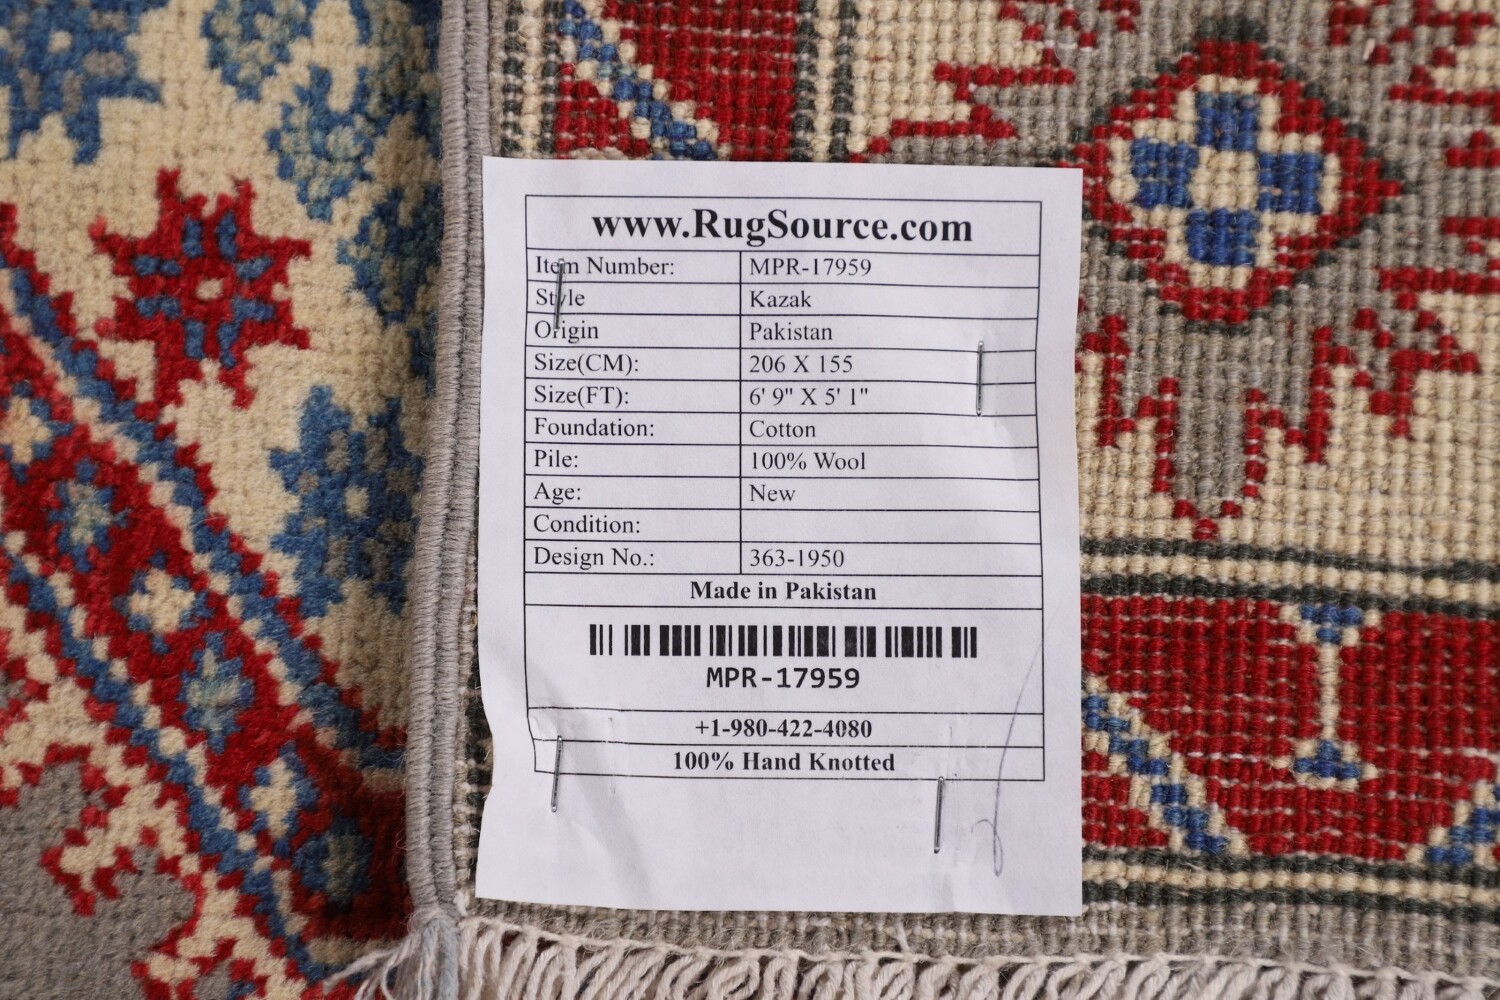 www.RugSource.com
Item Number: MPR-17959
Style Kazak
Origin Pakistan
Size(CM): 206 X 155
Size(FT): 6' 9" X 5' 1"
Foundation: Cotton
Pile: 100% Wool
Age: New
Condition:
Design No.: 363-1950
Made in Pakistan
MPR-17959
+1-980-422-4080
100% Hand Knotted